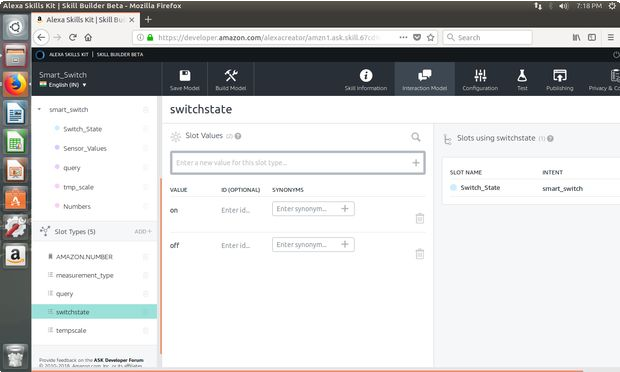 Alexa Skills Kit | Skill Builder Beta - Mozilla Firefox
7:18 PM
Alexa Skills Kit | Skill Bui
https://developer.amazon.com/alexacreator/amzn1.ask.skill.67cd
Search
ALEXA SKILLS KIT | SKILL BUILDER BETA
Smart_Switch
English (IN)
Save Model
Build Model
Skill Information
Interaction Model
Configuration
Test
Publishing
Privacy & Co
smart_switch
Switch_State
Sensor_Values
query
tmp_scale
Numbers
Slot Types (5)
ADD +
AMAZON.NUMBER
measurement_type
query
switchstate
tempscale
Provide feedback on the ASK Developer Forum
© 2010-2018, Amazon.com, Inc. or its affiliates.
switchstate
Slot Values (2)
Enter a new value for this slot type...
VALUE
ID (OPTIONAL)
SYNONYMS
on
Enter id...
Enter synonym...
off
Enter id...
Enter synonym...
Slots using switchstate (1)
SLOT NAME
INTENT
Switch_State
smart_switch